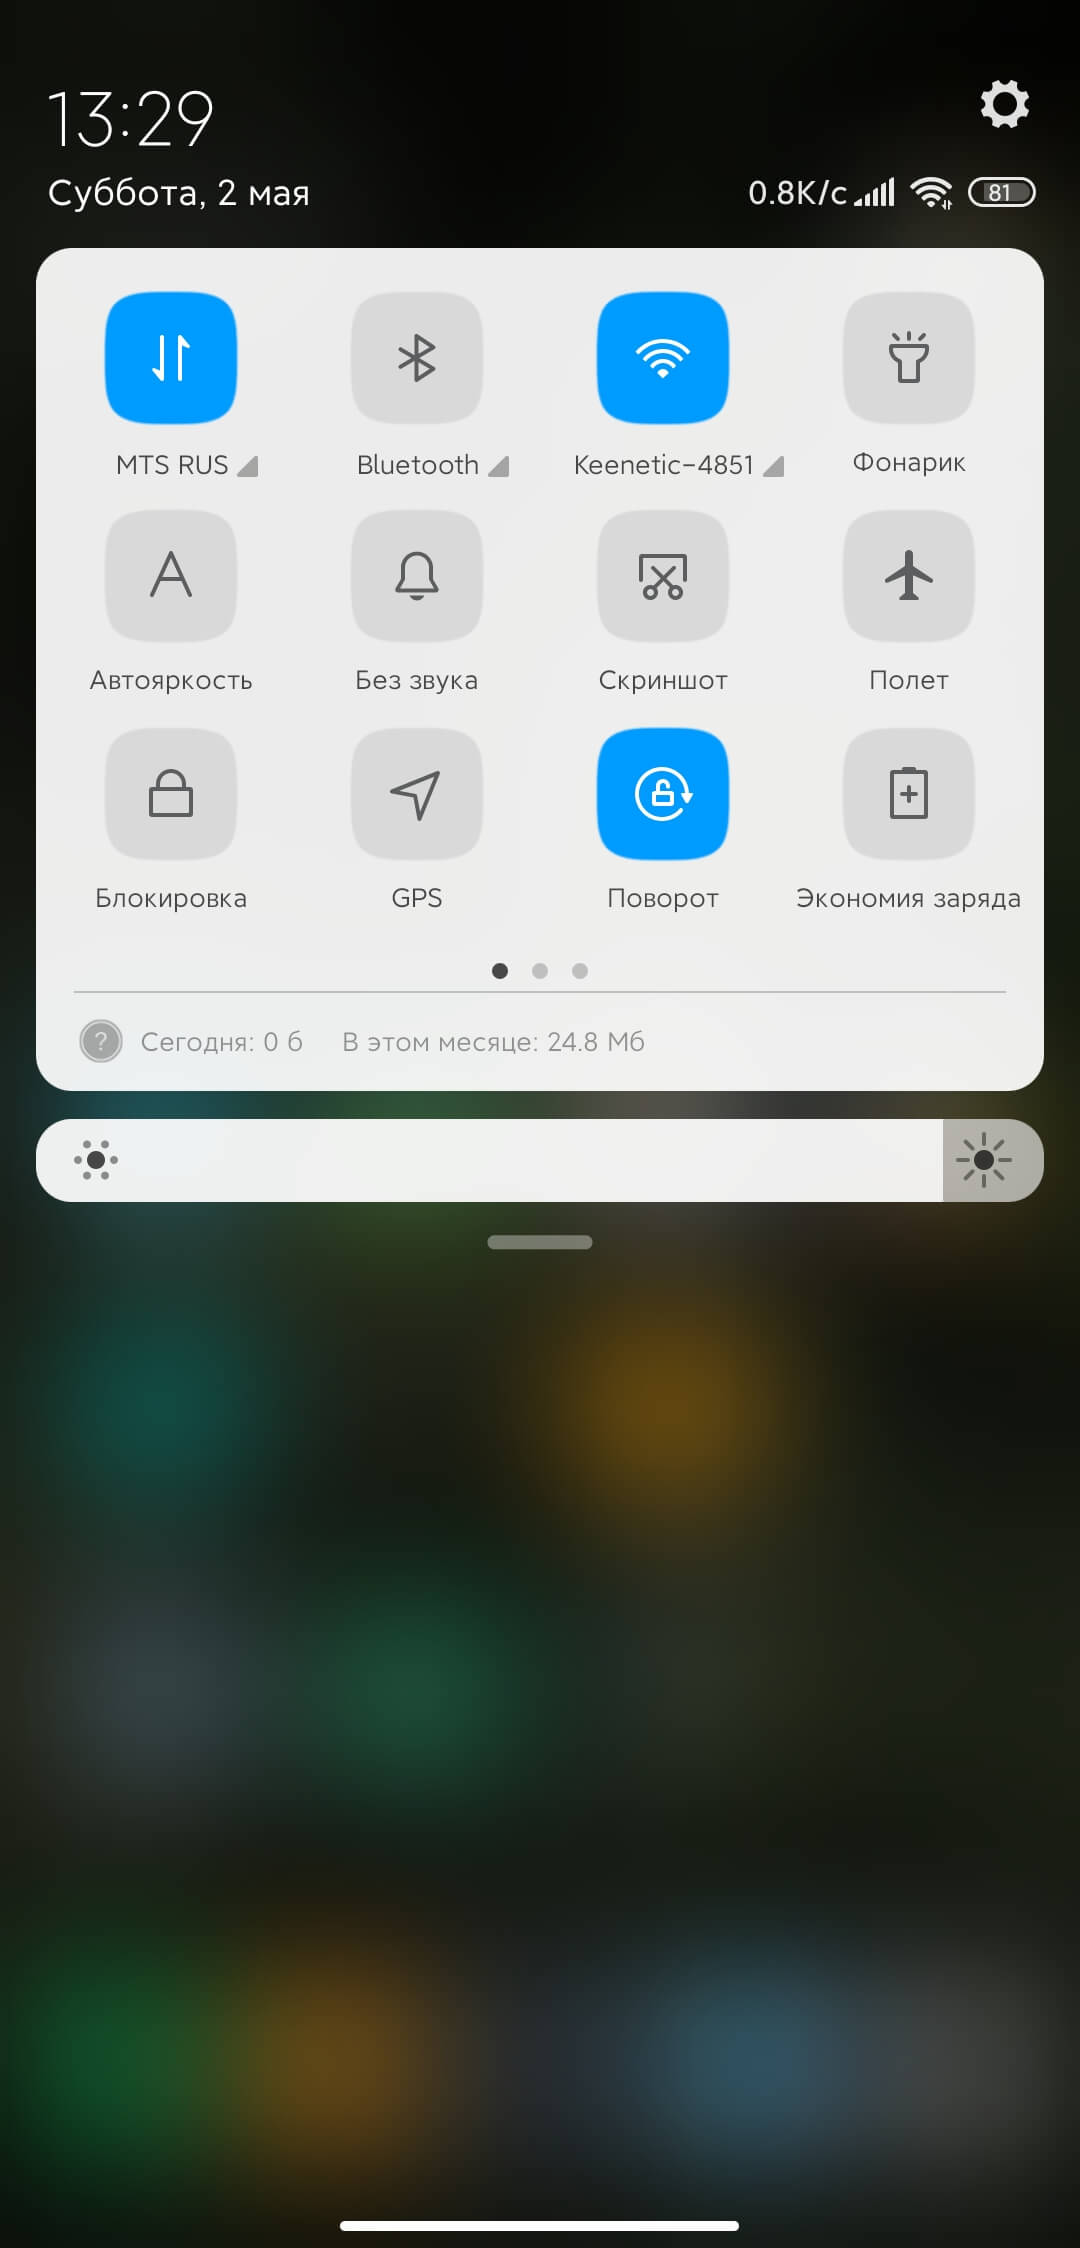 13:29
Суббота, 2 мая
0.8K/c 81
MTS RUS Bluetooth Keenetic-4851 Фонарик
Автояркость Без звука Скриншот Полет
Блокировка GPS Поворот Экономия заряда
? Сегодня: 0 б В этом месяце: 24.8 Мб